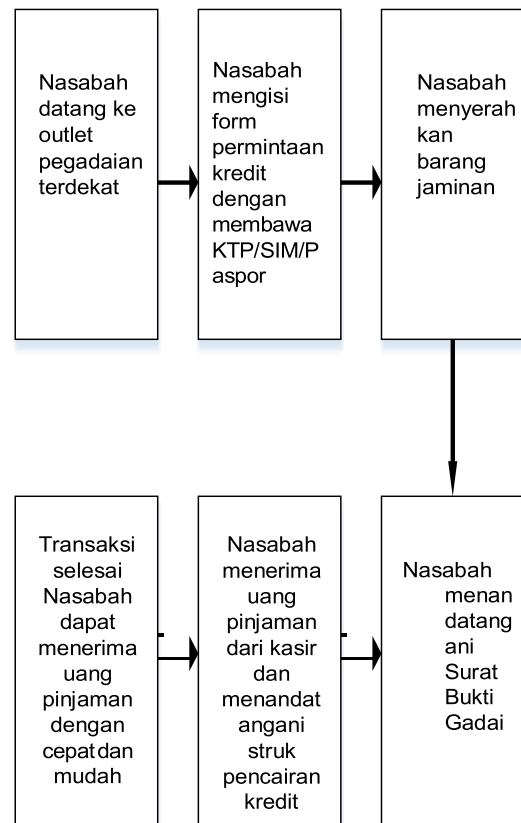 Nasabah
datang ke
outlet
pegadaian
terdekat
Nasabah
mengisi
form
permintaan
kredit
dengan
membawa
KTP/SIM/P
aspor
Nasabah
menyerah
kan
barang
jaminan
Transaksi
selesai
Nasabah
dapat
menerima
uang
pinjaman
dengan
cepatdan
mudah
Nasabah
menerima
uang
pinjaman
dari kasir
dan
menandat
angani
struk
pencairan
kredit
Nasabah
menan
datang
ani
Surat
Bukti
Gadai